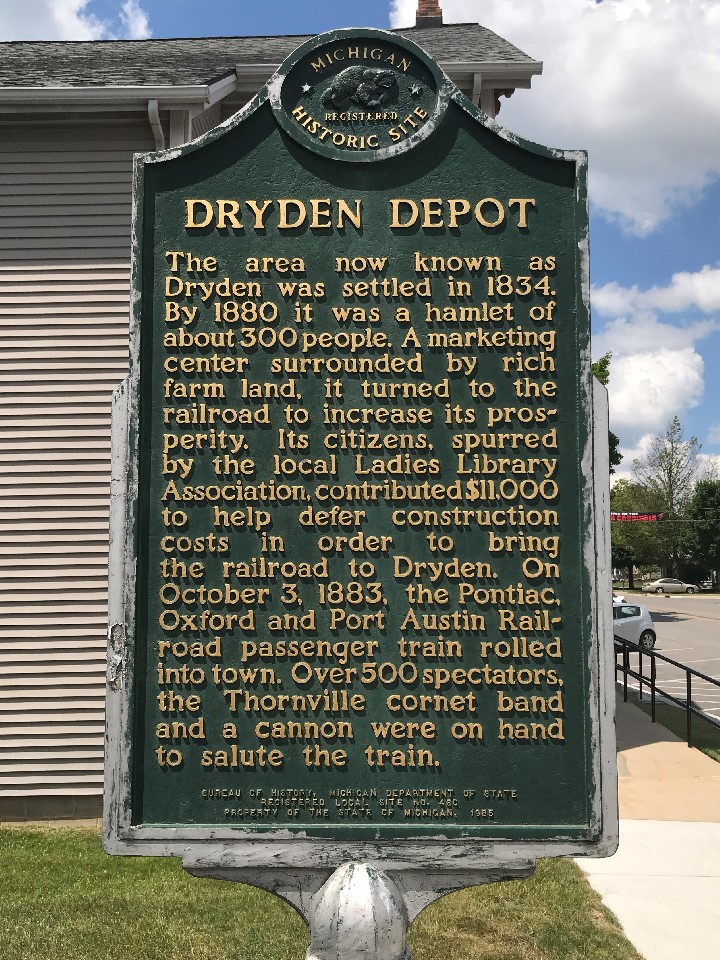 MICHIGAN
REGISTERED
HISTORIC SITE
DRYDEN DEPOT
The area now known as
Dryden was settled in 1834.
By 1880 it was a hamlet of
about 300 people. A marketing
center surrounded by rich
farm land, it turned to the
railroad to increase its pros-
perity. Its citizens, spurred
by the local Ladies Library
Association, contributed $11,000
to help defer construction
costs in order to bring
the railroad to Dryden. On
October 3, 1883, the Pontiac,
Oxford and Port Austin Rail-
road passenger train rolled
into town. Over 500 spectators,
the Thornville cornet band
and a cannon were on hand
to salute the train.
BUREAU OF HISTORY, MICHIGAN DEPARTMENT OF STATE
REGISTERED LOCAL SITE NO. 480
PROPERTY OF THE STATE OF MICHIGAN, 1985